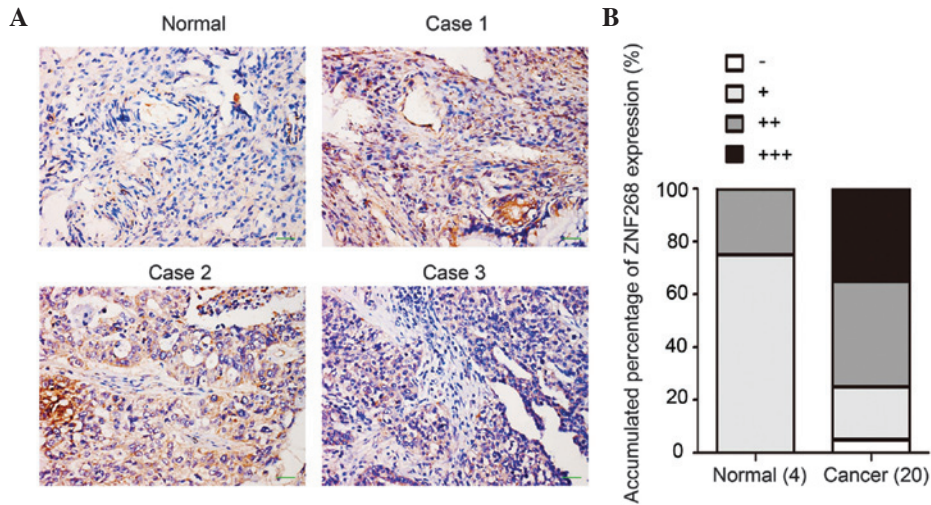 A
Normal
Case 1
Case 2
Case 3
B
-
+
++
+++
Accumulated percentage of ZNF268 expression (%)
100
80
60
40
20
0
Normal (4)
Cancer (20)